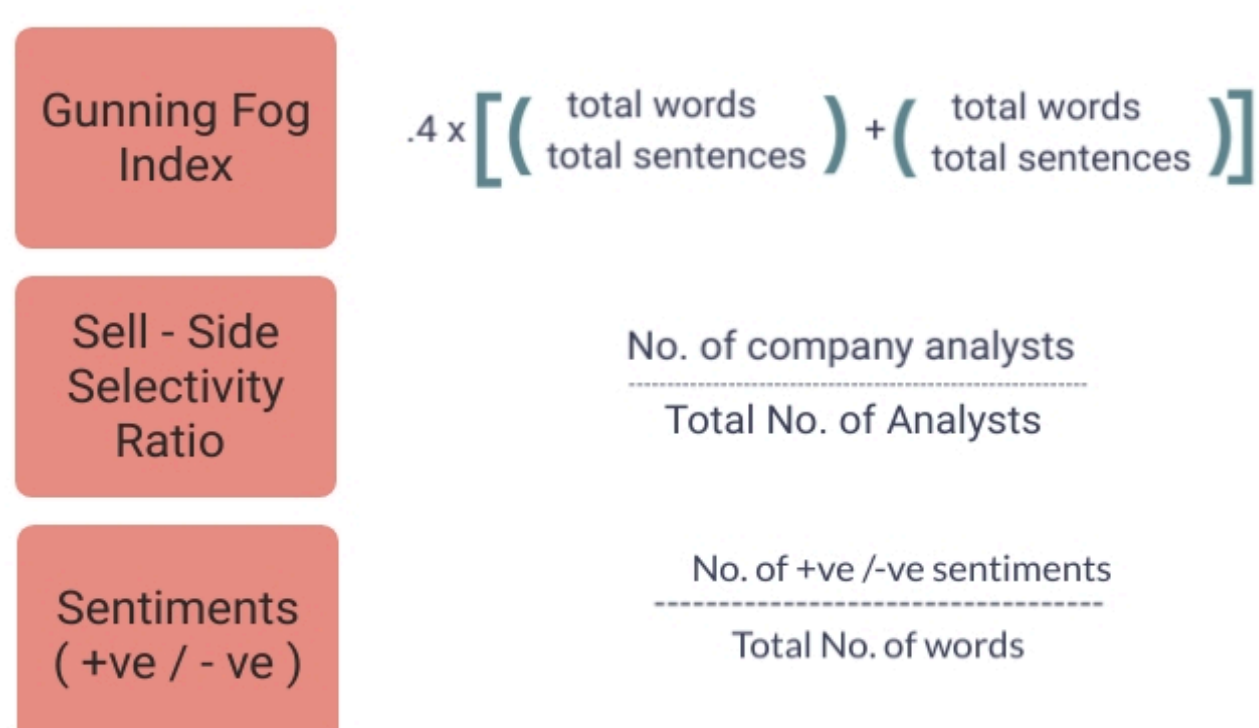 Gunning Fog
Index
.4 x [( total words
total sentences ) + ( total words
total sentences )]
Sell - Side
Selectivity
Ratio
No. of company analysts
Total No. of Analysts
Sentiments
( +ve / - ve )
No. of +ve /-ve sentiments
Total No. of words